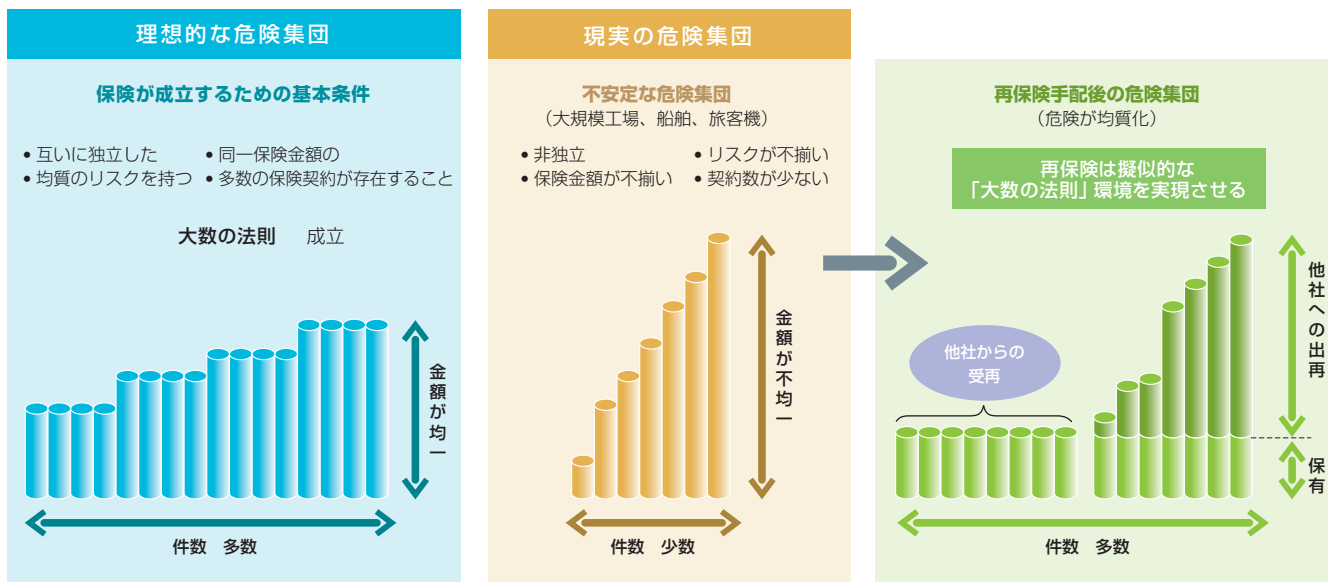 理想的な危険集団
保険が成立するための基本条件
• 互いに独立した
• 均質のリスクを持つ
• 同一保険金額の
• 多数の保険契約が存在すること
大数の法則　成立
金額が均一
件数　多数
現実の危険集団
不安定な危険集団
（大規模工場、船舶、旅客機）
• 非独立
• 保険金額が不揃い
• リスクが不揃い
• 契約数が少ない
金額が不均一
件数　少数
再保険手配後の危険集団
（危険が均質化）
再保険は擬似的な
「大数の法則」環境を実現させる
他社からの
受再
他社への出再
保有
件数　多数